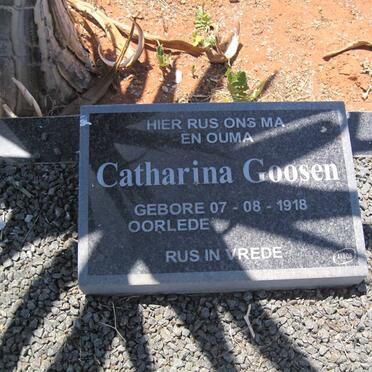 HIER RUS ONS MA
EN OUMA
Catharina Goosen
GEBORE 07 - 08 - 1918
OORLEDE
RUS IN VREDE